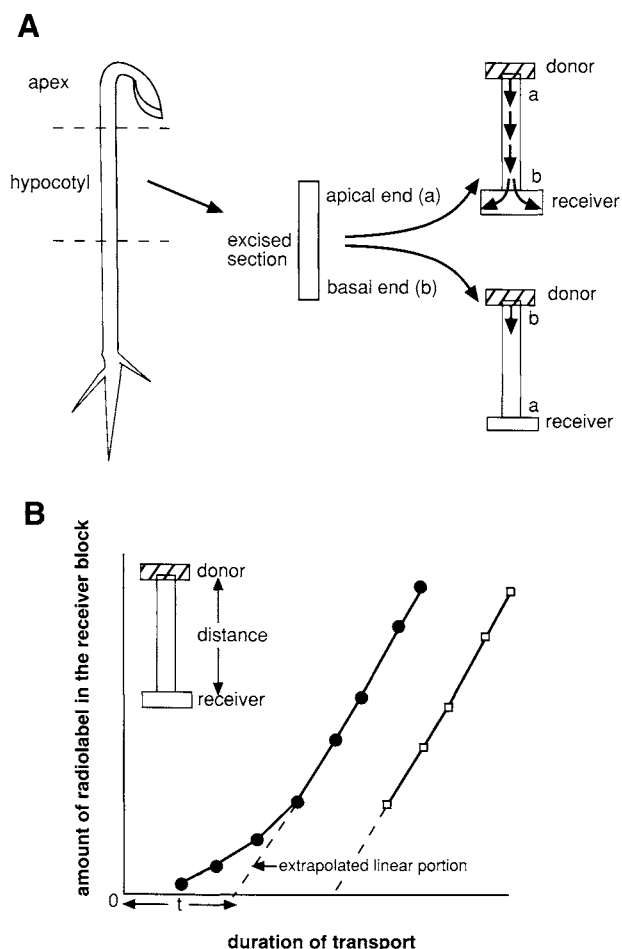 A
apex
hypocotyl
excised
section
apical end (a)
basal end (b)
donor
a
b
receiver
donor
b
a
receiver
B
amount of radiolabel in the receiver block
donor
distance
receiver
extrapolated linear portion
0
t
duration of transport